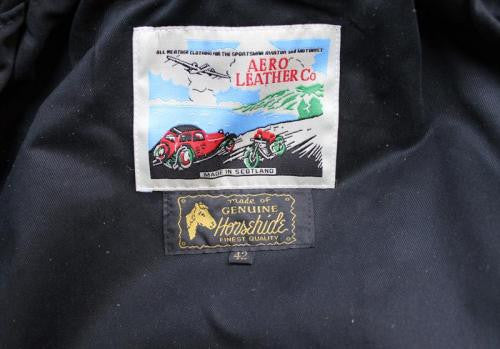 ALL WEATHER CLOTHING FOR THE SPORTSMAN AVIATOR AND MOTORIST
AERO
LEATHER Co
MADE IN SCOTLAND
made of
GENUINE
Horsehide
FINEST QUALITY
42